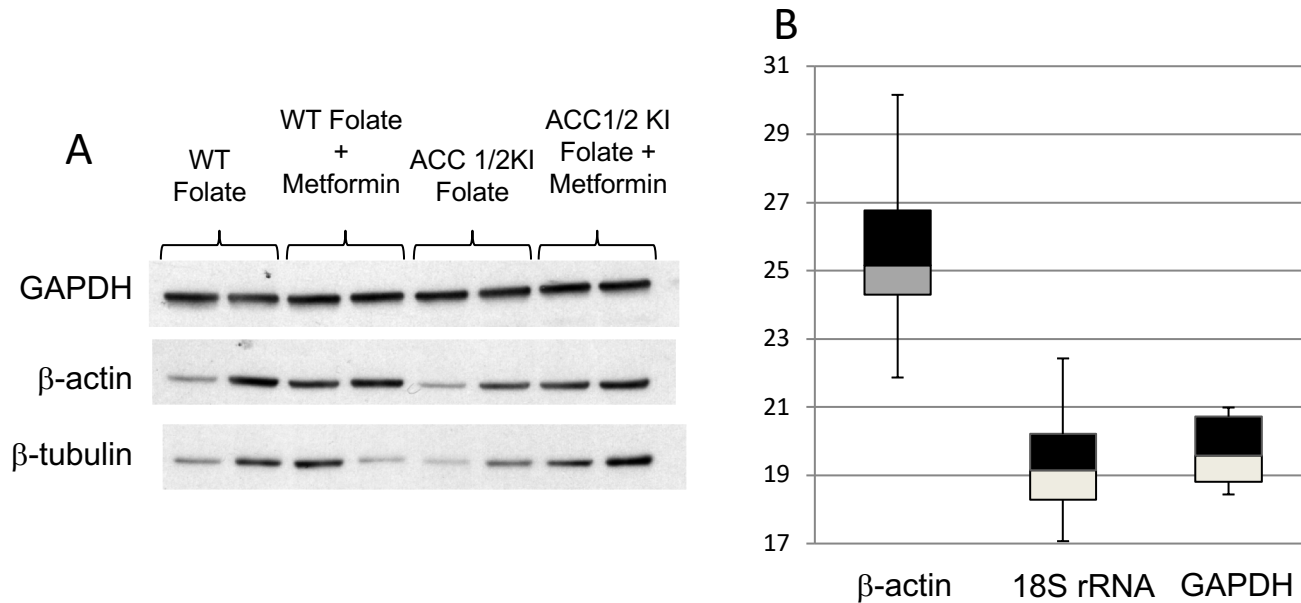 A
WT
Folate
WT Folate
+
Metformin
ACC 1/2KI
Folate
ACC1/2 KI
Folate +
Metformin
GAPDH
β-actin
β-tubulin
B
31
29
27
25
23
21
19
17
β-actin
18S rRNA
GAPDH